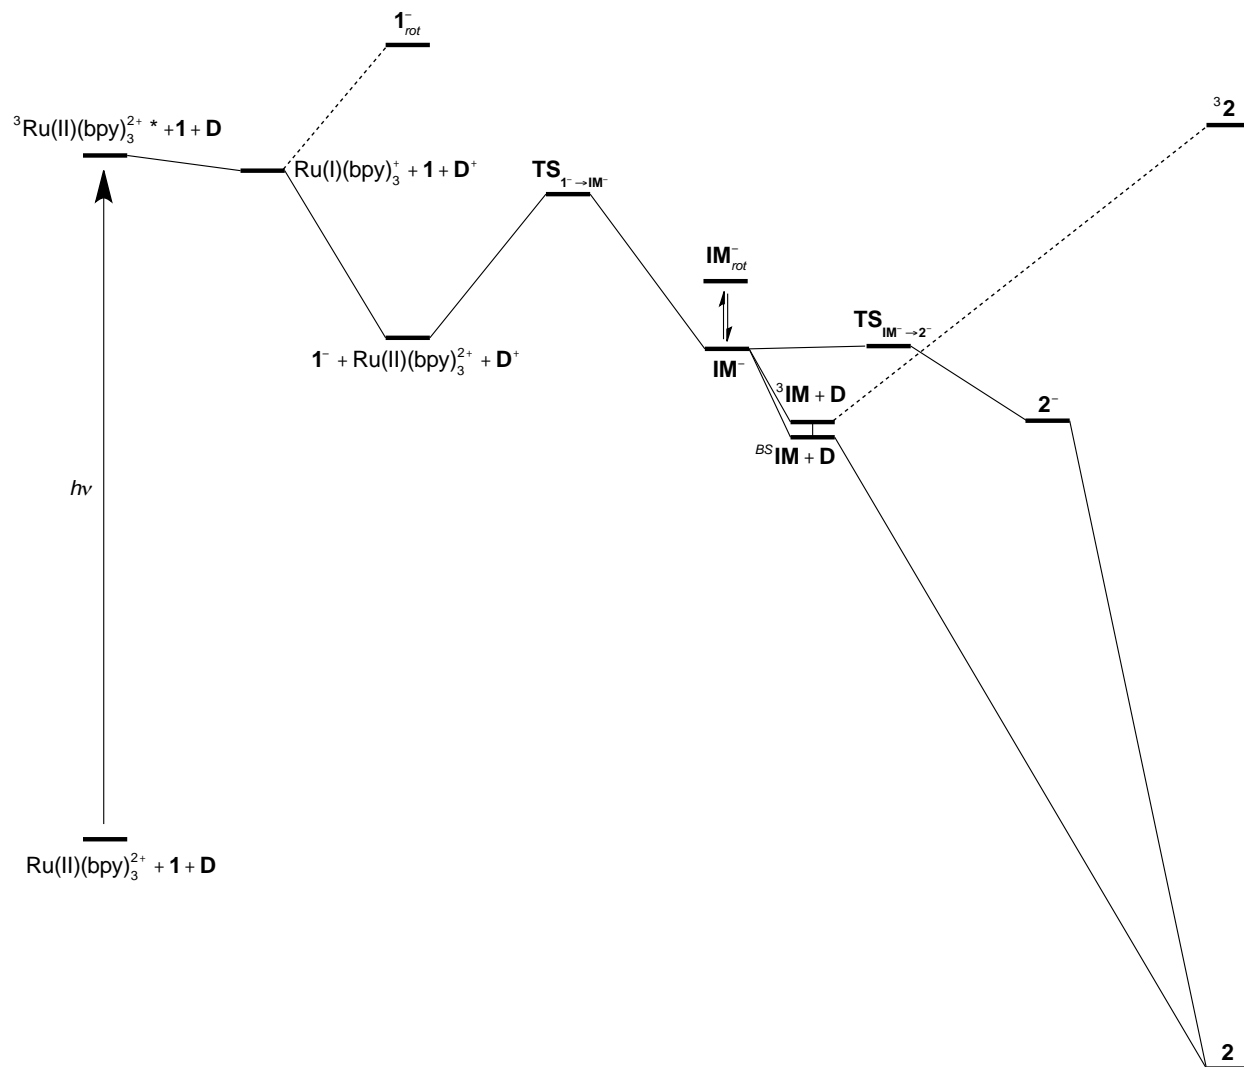 1⁻rot
³2
³Ru(II)(bpy)₃²⁺ * + 1 + D
Ru(I)(bpy)₃⁺ + 1 + D⁺
TS1⁻→IM⁻
IM⁻rot
TSIM⁻→2⁻
1⁻ + Ru(II)(bpy)₃²⁺ + D⁺
IM⁻
³IM + D
2⁻
BSIM + D
hν
Ru(II)(bpy)₃²⁺ + 1 + D
2